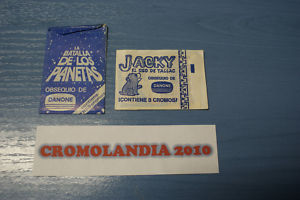 LA
BATALLA
DE LOS
PLANETAS
OBSEQUIO DE
DANONE
JACKY
EL OSO DE TALLAC
OBSEQUIO DE
DANONE
¡CONTIENE 3 CROMOS!
CROMOLANDIA 2010